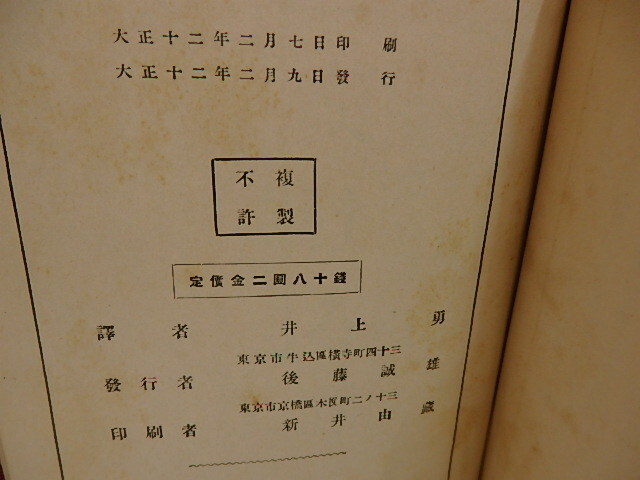 大正十二年二月七日印刷
大正十二年二月九日發行
不複
許製
定價金二圓八十錢
譯者 井上勇
東京市牛込區横寺町四十三
發行者 後藤誠雄
東京市京橋區木挽町二ノ十三
印刷者 新井由藏